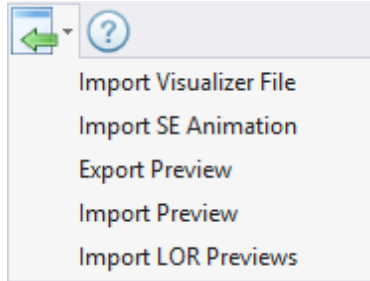 ?
Import Visualizer File
Import SE Animation
Export Preview
Import Preview
Import LOR Previews